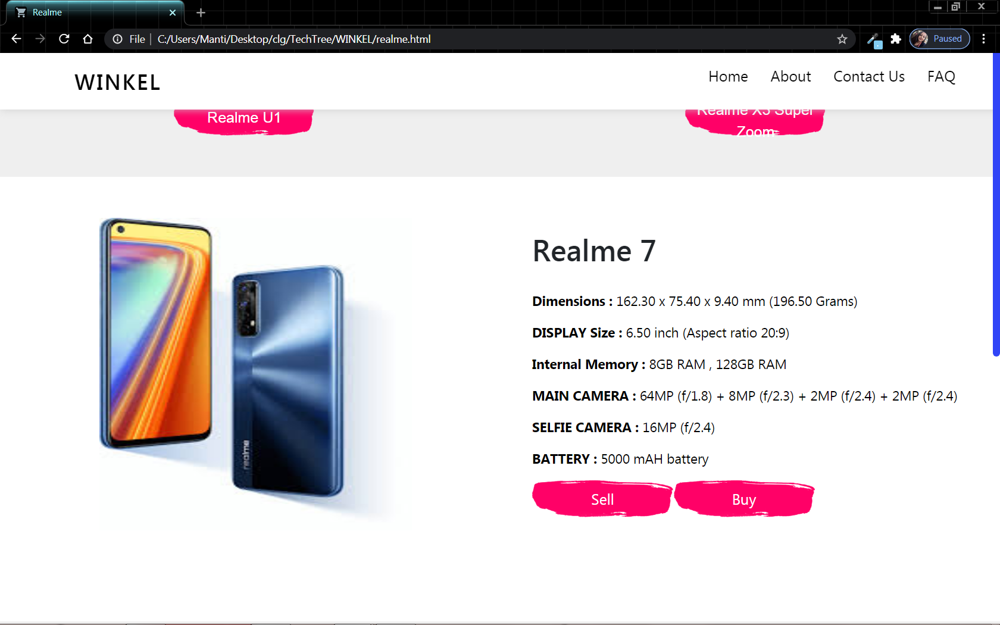 Realme
File
C:/Users/Manti/Desktop/clg/TechTree/WINKEL/realme.html
Paused
WINKEL
Home
About
Contact Us
FAQ
Realme U1
Realme X3 Super
Zoom
realme
Realme 7
Dimensions : 162.30 x 75.40 x 9.40 mm (196.50 Grams)
DISPLAY Size : 6.50 inch (Aspect ratio 20:9)
Internal Memory : 8GB RAM , 128GB RAM
MAIN CAMERA : 64MP (f/1.8) + 8MP (f/2.3) + 2MP (f/2.4) + 2MP (f/2.4)
SELFIE CAMERA : 16MP (f/2.4)
BATTERY : 5000 mAH battery
Sell
Buy